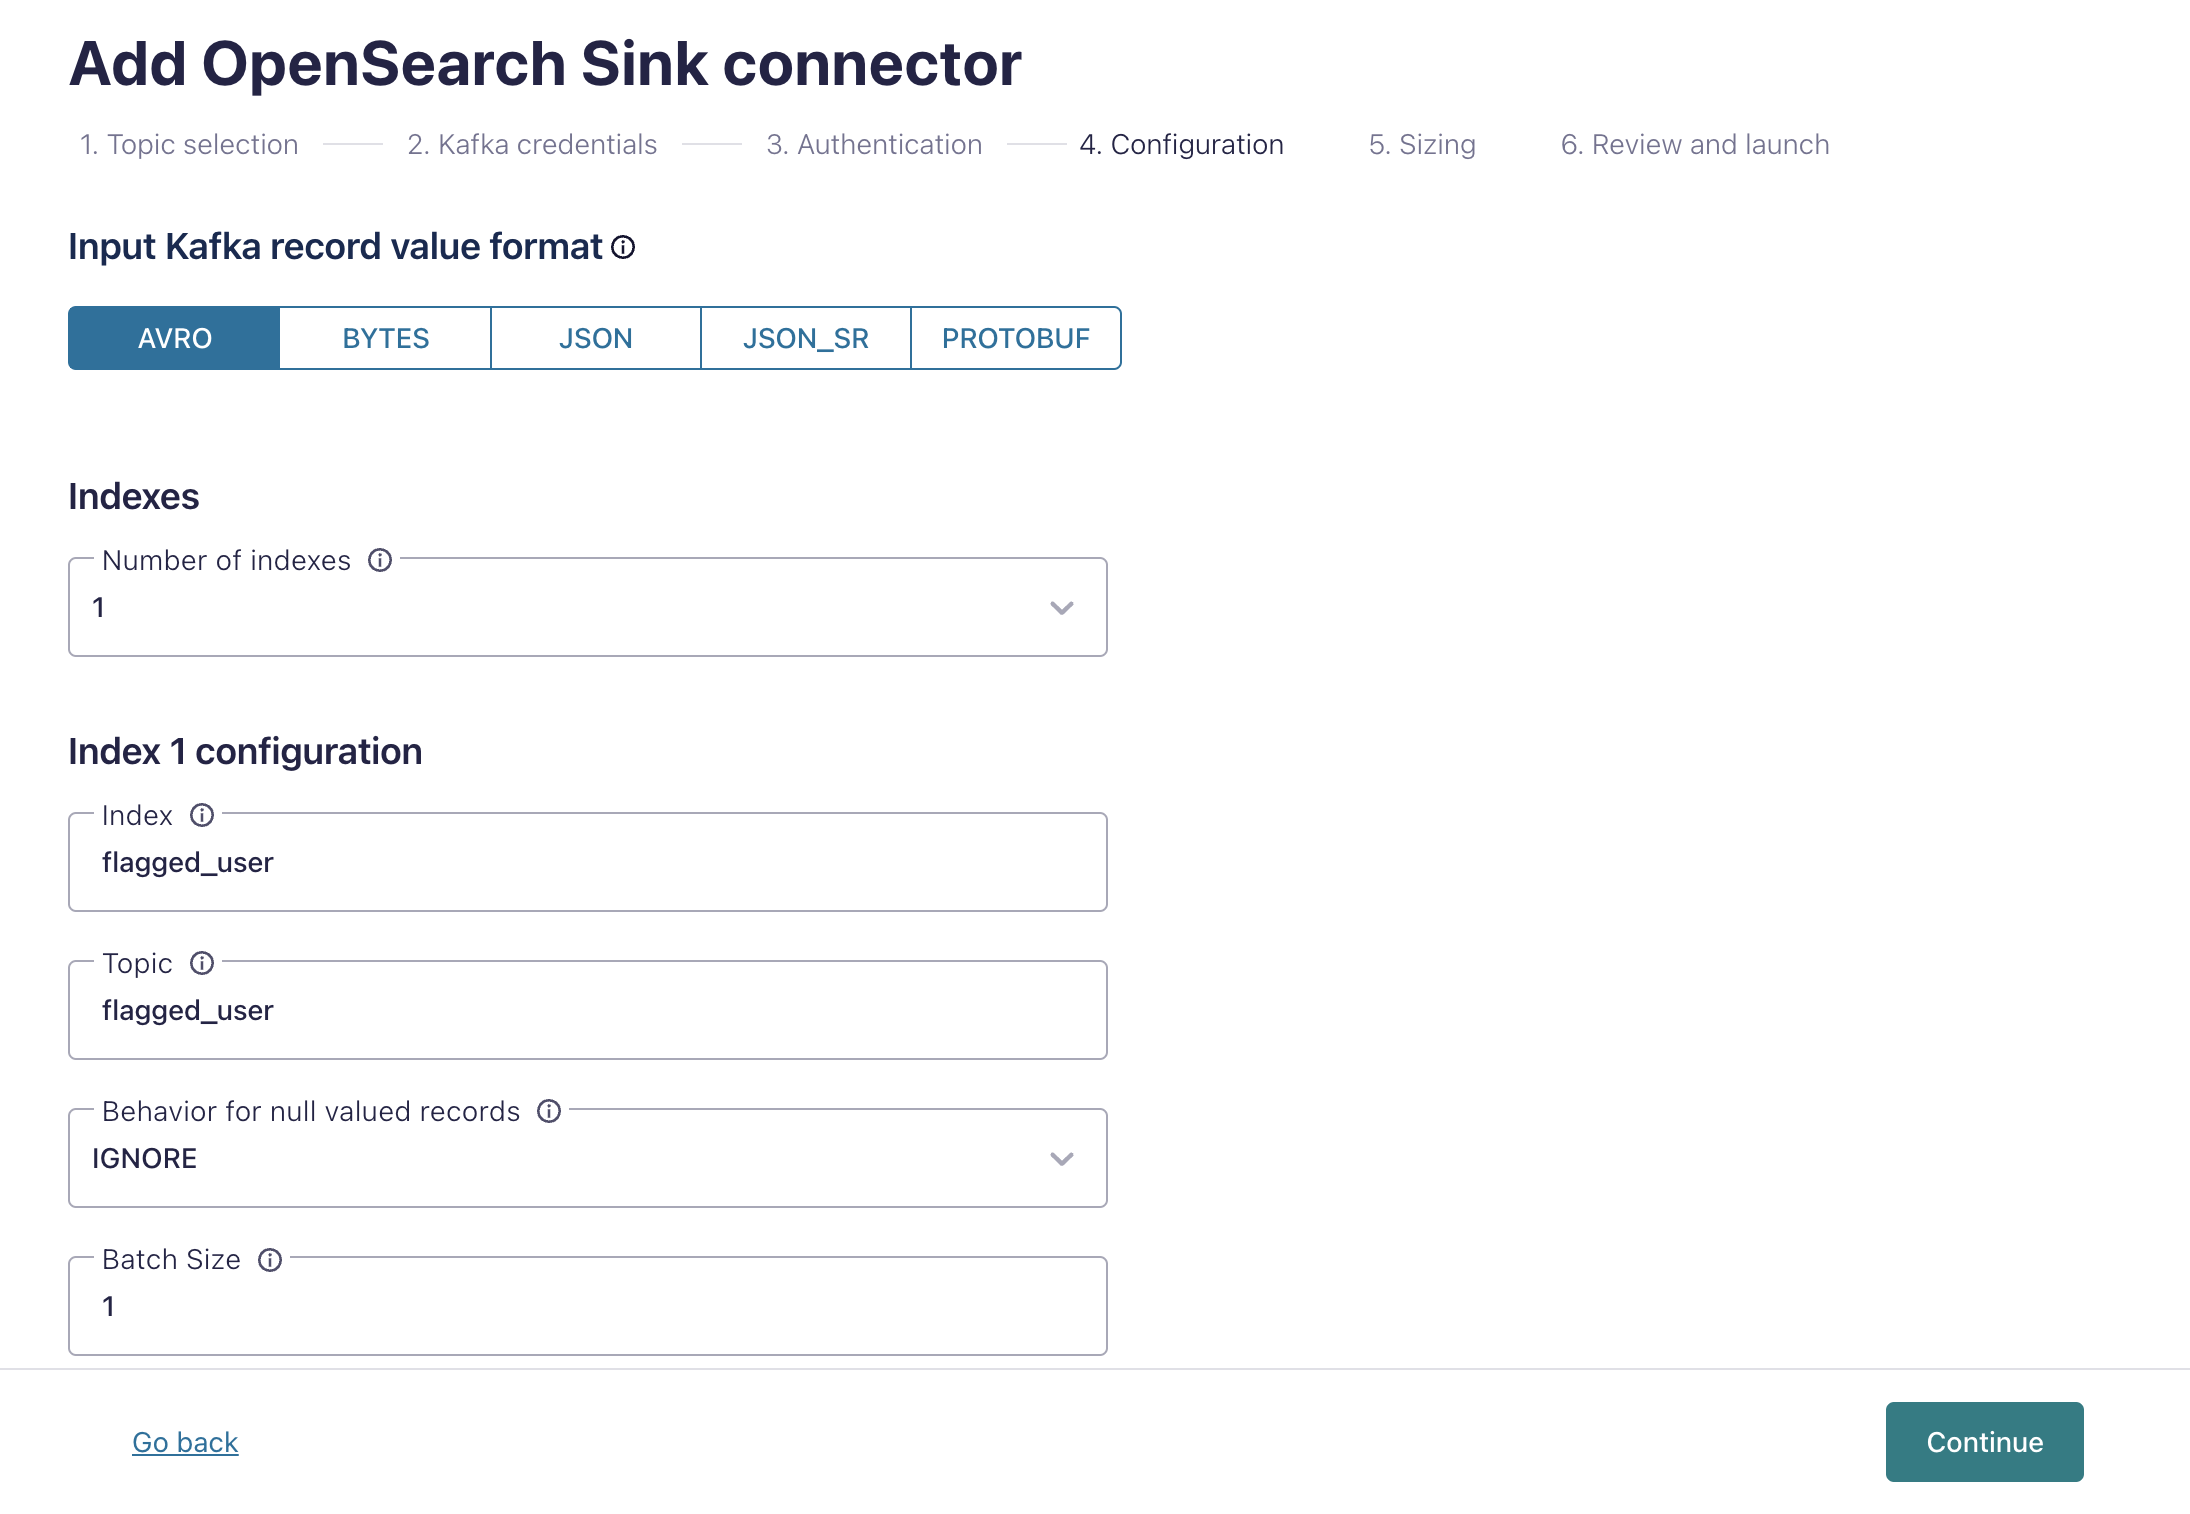 Add OpenSearch Sink connector
1. Topic selection 2. Kafka credentials 3. Authentication 4. Configuration 5. Sizing 6. Review and launch
Input Kafka record value format
AVRO BYTES JSON JSON_SR PROTOBUF
Indexes
Number of indexes
1
Index 1 configuration
Index
flagged_user
Topic
flagged_user
Behavior for null valued records
IGNORE
Batch Size
1
Go back Continue